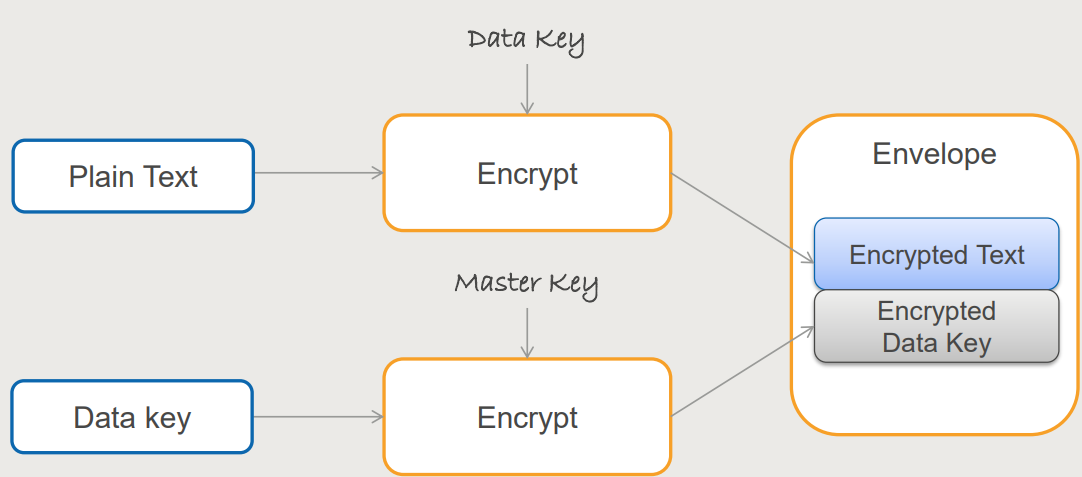 Data Key
Plain Text
Encrypt
Envelope
Encrypted Text
Encrypted
Data Key
Master Key
Data key
Encrypt